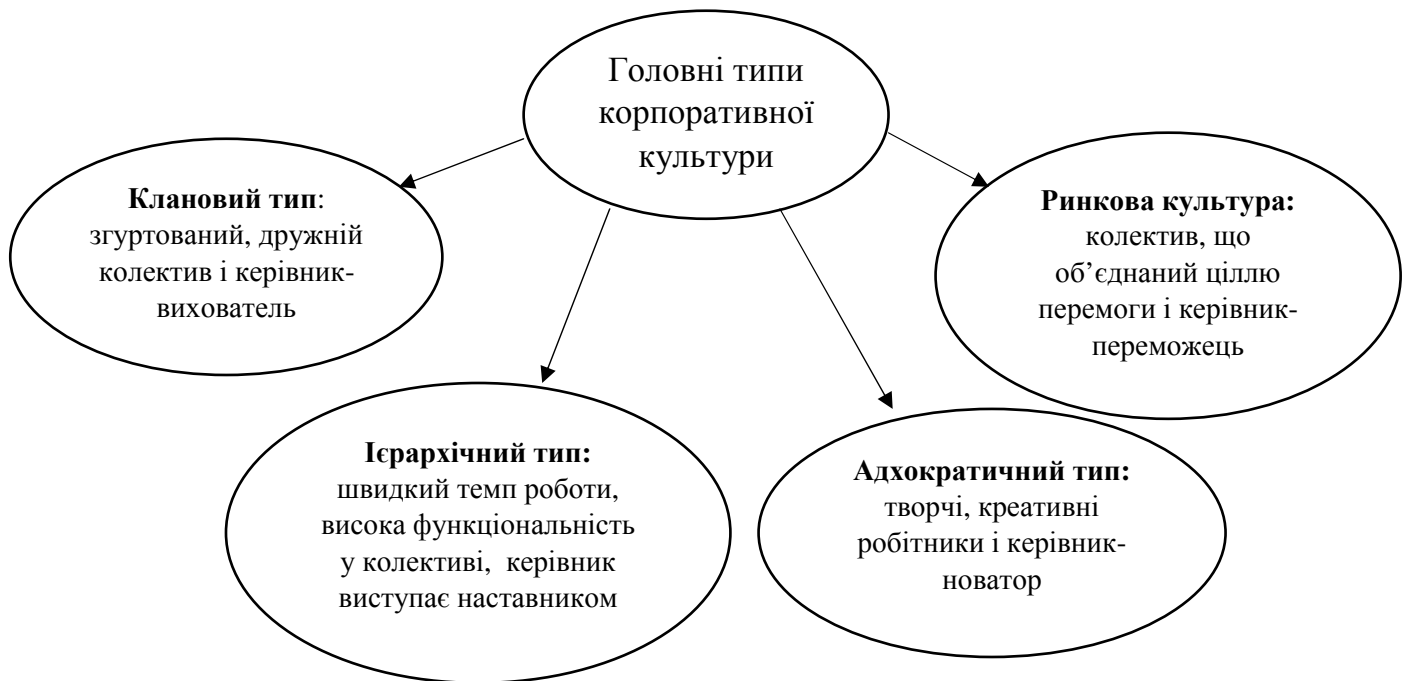 Головні типи
корпоративної
культури
Клановий тип:
згуртований, дружній
колектив і керівник-
вихователь
Ринкова культура:
колектив, що
об’єднаний ціллю
перемоги і керівник-
переможець
Ієрархічний тип:
швидкий темп роботи,
висока функціональність
у колективі, керівник
виступає наставником
Адхократичний тип:
творчі, креативні
робітники і керівник-
новатор